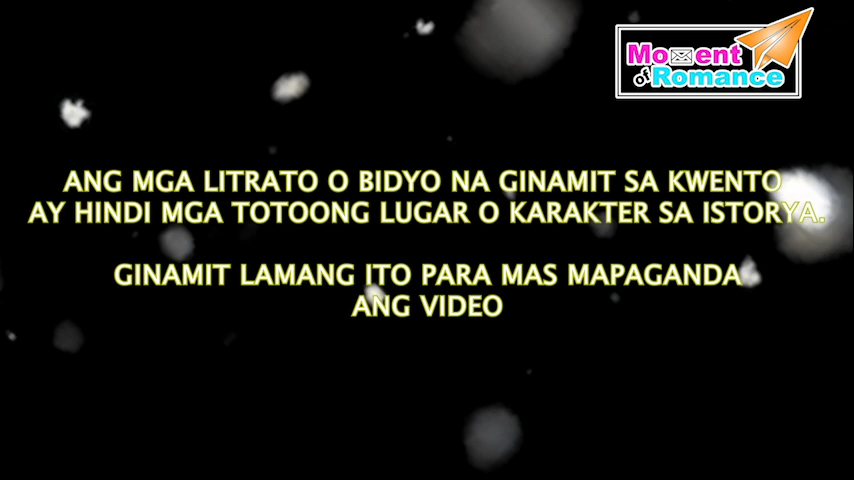 Moment
of Romance
ANG MGA LITRATO O BIDYO NA GINAMIT SA KWENTO
AY HINDI MGA TOTOONG LUGAR O KARAKTER SA ISTORYA.
GINAMIT LAMANG ITO PARA MAS MAPAGANDA
ANG VIDEO